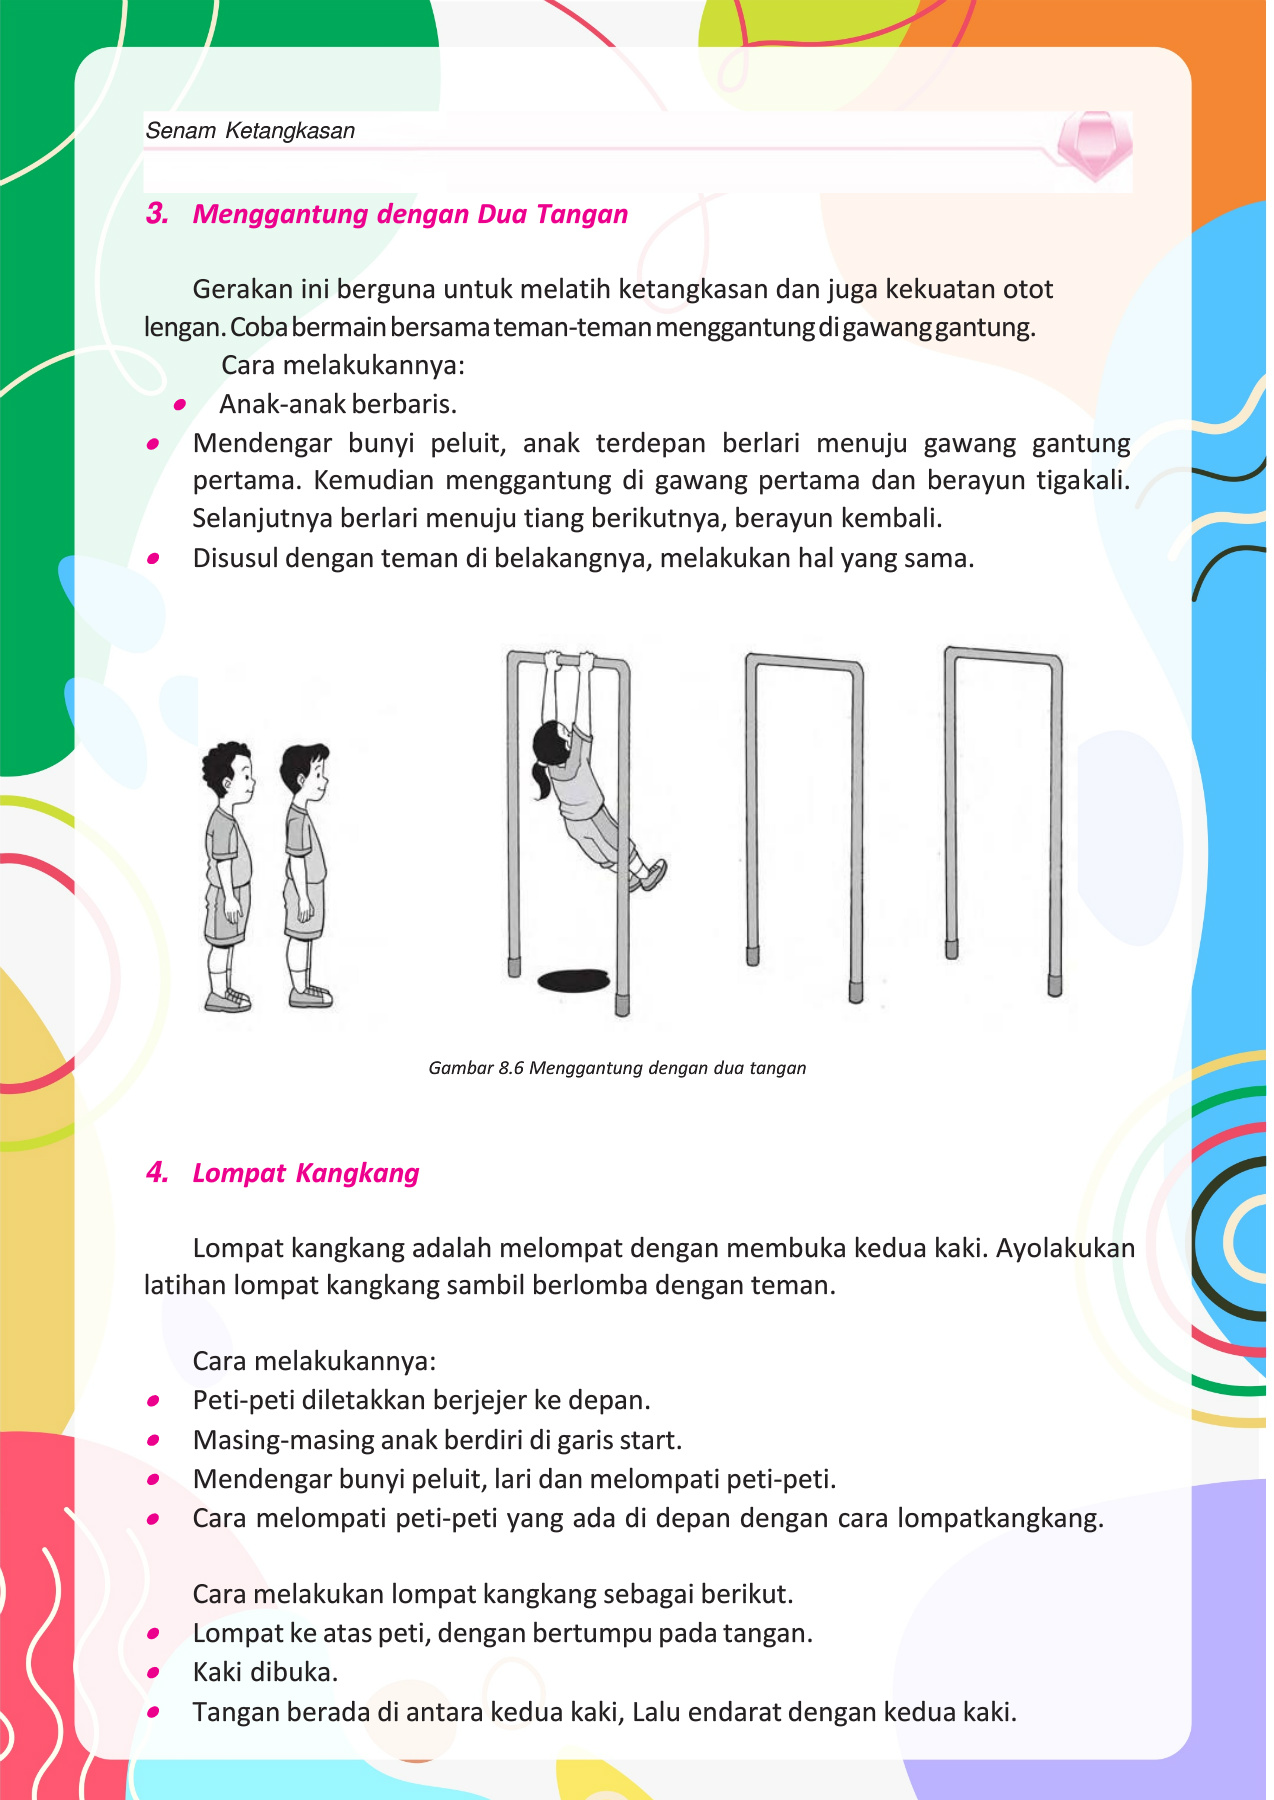 Senam Ketangkasan
3. Menggantung dengan Dua Tangan
Gerakan ini berguna untuk melatih ketangkasan dan juga kekuatan otot
lengan. Coba bermain bersama teman-teman menggantung di gawang gantung.
Cara melakukannya:
• Anak-anak berbaris.
• Mendengar bunyi peluit, anak terdepan berlari menuju gawang gantung
pertama. Kemudian menggantung di gawang pertama dan berayun tigakali.
Selanjutnya berlari menuju tiang berikutnya, berayun kembali.
• Disusul dengan teman di belakangnya, melakukan hal yang sama.
Gambar 8.6 Menggantung dengan dua tangan
4. Lompat Kangkang
Lompat kangkang adalah melompat dengan membuka kedua kaki. Ayolakukan
latihan lompat kangkang sambil berlomba dengan teman.
Cara melakukannya:
• Peti-peti diletakkan berjejer ke depan.
• Masing-masing anak berdiri di garis start.
• Mendengar bunyi peluit, lari dan melompati peti-peti.
• Cara melompati peti-peti yang ada di depan dengan cara lompatkangkang.
Cara melakukan lompat kangkang sebagai berikut.
• Lompat ke atas peti, dengan bertumpu pada tangan.
• Kaki dibuka.
• Tangan berada di antara kedua kaki, Lalu endarat dengan kedua kaki.